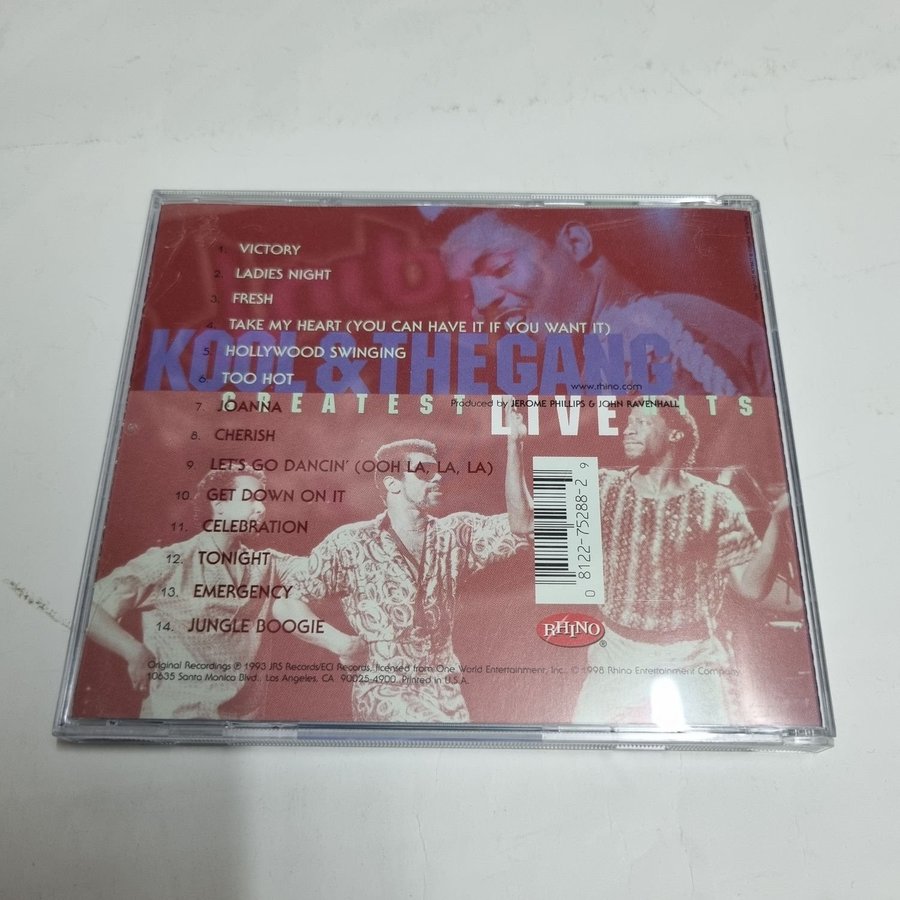 1. VICTORY
2. LADIES NIGHT
3. FRESH
4. TAKE MY HEART (YOU CAN HAVE IT IF YOU WANT IT)
KOOL & THE GANG
5. HOLLYWOOD SWINGING
6. TOO HOT
www.rhino.com
GREATEST HITS
LIVE
Produced by JEROME PHILLIPS & JOHN RAVENHALL
7. JOANNA
8. CHERISH
9. LET'S GO DANCIN' (OOH LA, LA, LA)
10. GET DOWN ON IT
11. CELEBRATION
12. TONIGHT
13. EMERGENCY
14. JUNGLE BOOGIE
0 8122-75288-2 9
RHINO ®
Original Recordings ℗ 1993 JRS Records/ECI Records, licensed from One World Entertainment, Inc. © 1998 Rhino Entertainment Company
10635 Santa Monica Blvd., Los Angeles, CA 90025-4900. Printed in U.S.A.